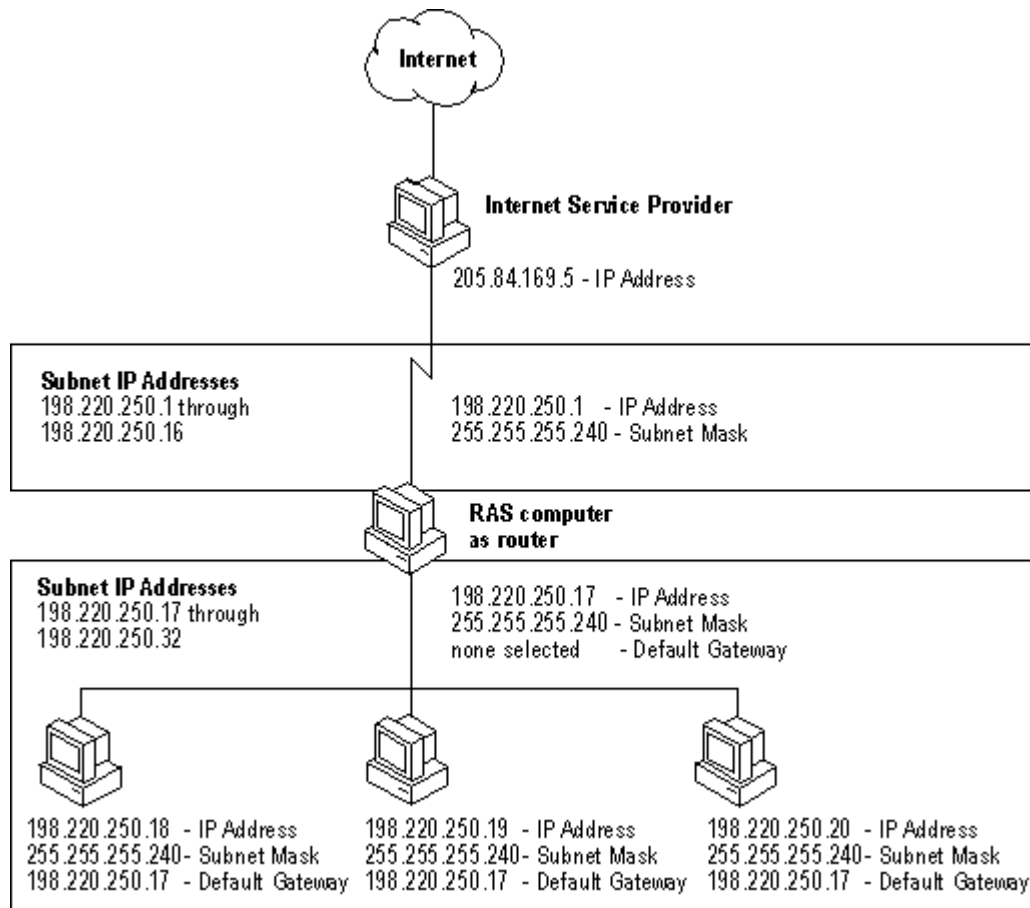 Internet
Internet Service Provider
205.84.169.5 - IP Address
Subnet IP Addresses
198.220.250.1 through
198.220.250.16
198.220.250.1 - IP Address
255.255.255.240 - Subnet Mask
RAS computer
as router
Subnet IP Addresses
198.220.250.17 through
198.220.250.32
198.220.250.17 - IP Address
255.255.255.240 - Subnet Mask
none selected - Default Gateway
198.220.250.18 - IP Address
255.255.255.240- Subnet Mask
198.220.250.17 - Default Gateway
198.220.250.19 - IP Address
255.255.255.240- Subnet Mask
198.220.250.17 - Default Gateway
198.220.250.20 - IP Address
255.255.255.240- Subnet Mask
198.220.250.17 - Default Gateway